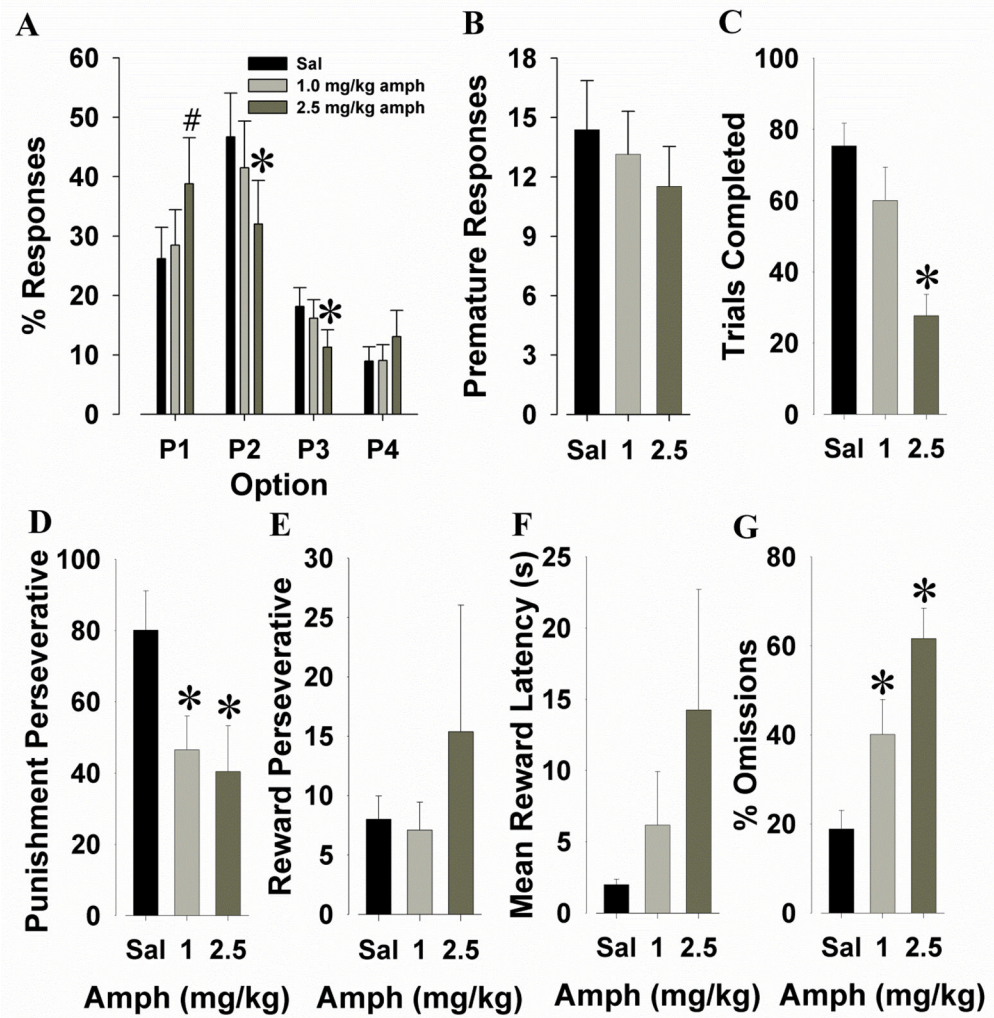 A
% Responses
60
50
40
30
20
10
0
Sal
1.0 mg/kg amph
2.5 mg/kg amph
#
*
*
P1 P2 P3 P4
Option
B
Premature Responses
18
15
12
9
6
3
0
Sal 1 2.5
C
Trials Completed
100
80
60
40
20
0
*
Sal 1 2.5
D
Punishment Perseverative
100
80
60
40
20
0
* *
Sal 1 2.5
Amph (mg/kg)
E
Reward Perseverative
30
25
20
15
10
5
0
Sal 1 2.5
Amph (mg/kg)
F
Mean Reward Latency (s)
25
20
15
10
5
0
Sal 1 2.5
Amph (mg/kg)
G
% Omissions
80
60
40
20
0
*
*
Sal 1 2.5
Amph (mg/kg)